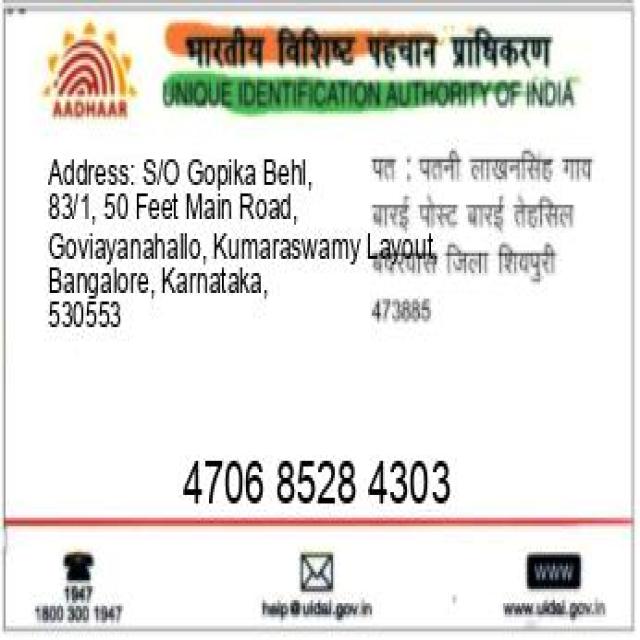 भारतीय विशिष्ट पहचान प्राधिकरण
UNIQUE IDENTIFICATION AUTHORITY OF INDIA
AADHAAR
Address: S/O Gopika Behl,
83/1, 50 Feet Main Road,
Goviayanahallo, Kumaraswamy Layout,
Bangalore, Karnataka,
530553
पत : पतनी लाखनसिंह गाय
बारई पोस्ट बारई तेहसिल
जिला शिवपुरी
473885
4706 8528 4303
1947
1800 300 1947
help@uidai.gov.in
WWW
www.uidai.gov.in